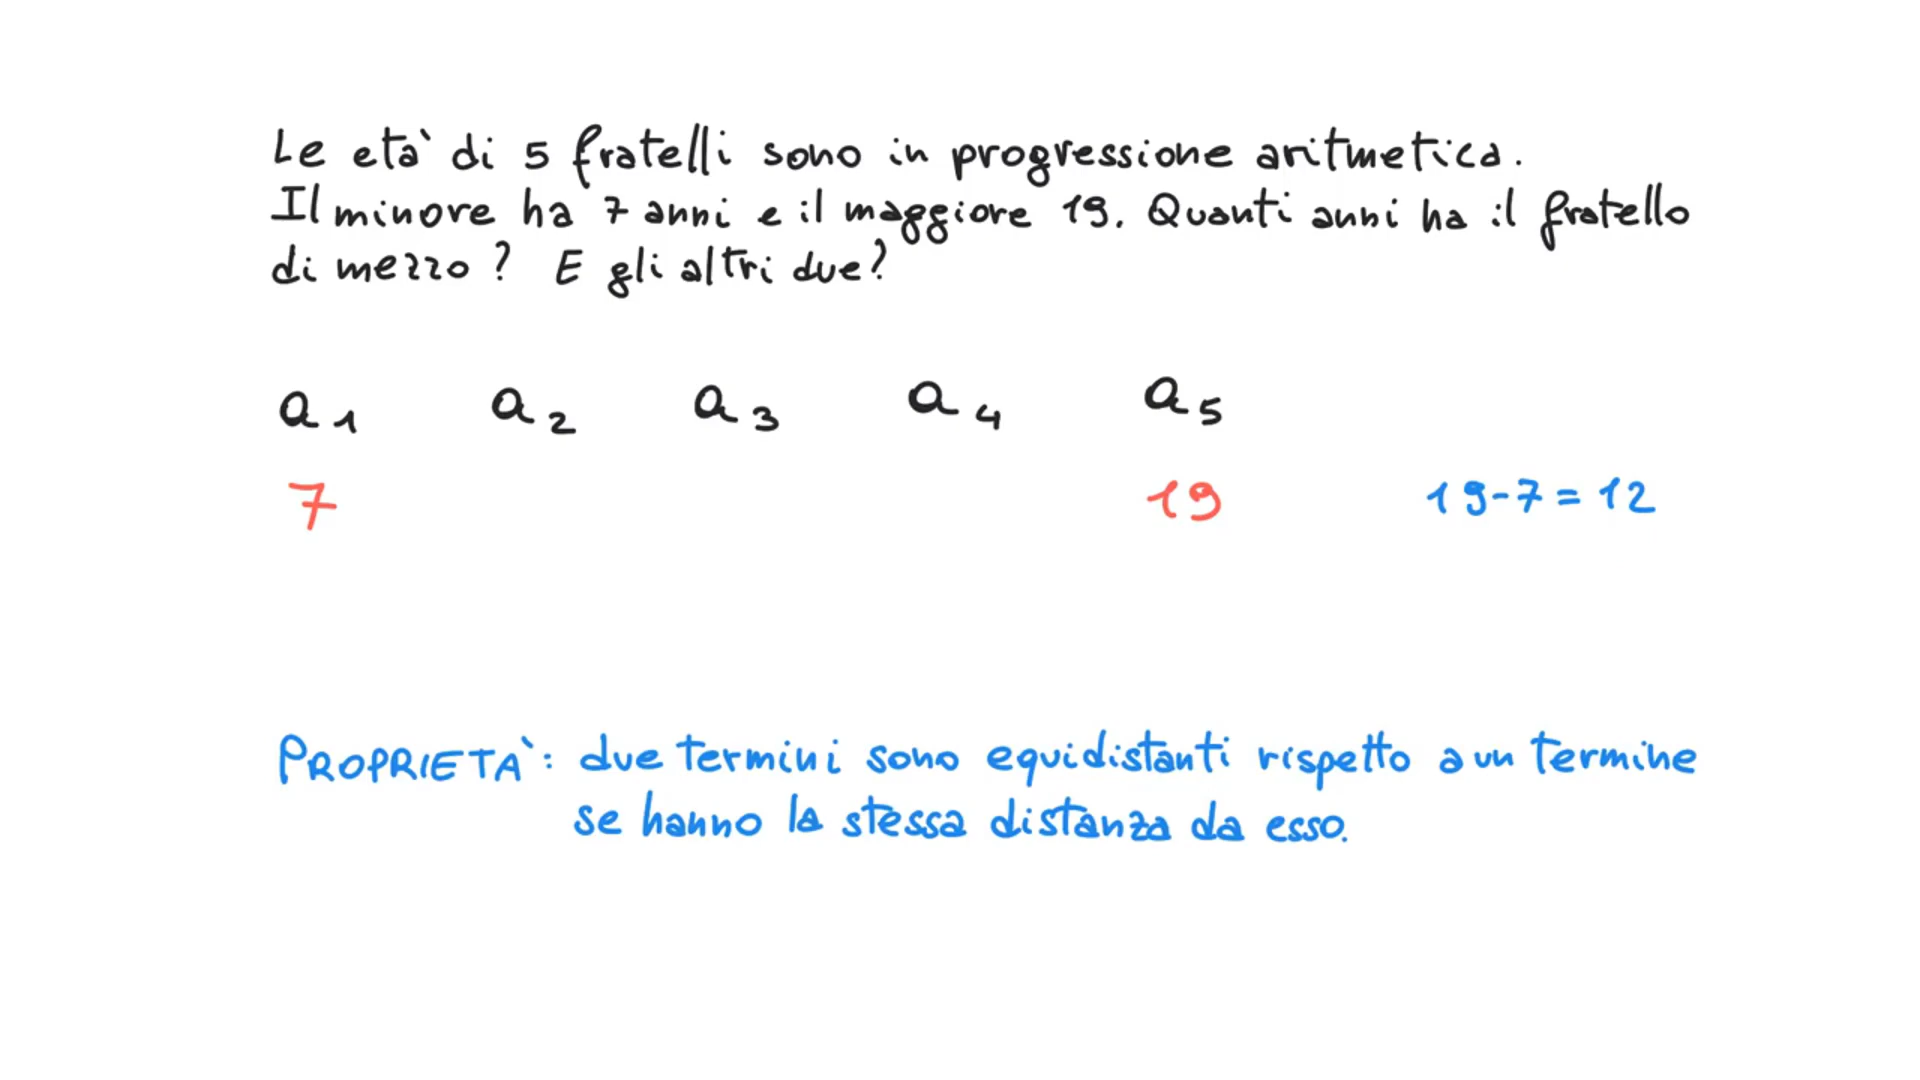 Le età di 5 fratelli sono in progressione aritmetica.
Il minore ha 7 anni e il maggiore 19. Quanti anni ha il fratello
di mezzo? E gli altri due?
a₁ a₂ a₃ a₄ a₅
7 19 19-7=12
PROPRIETÀ: due termini sono equidistanti rispetto a un termine
se hanno la stessa distanza da esso.